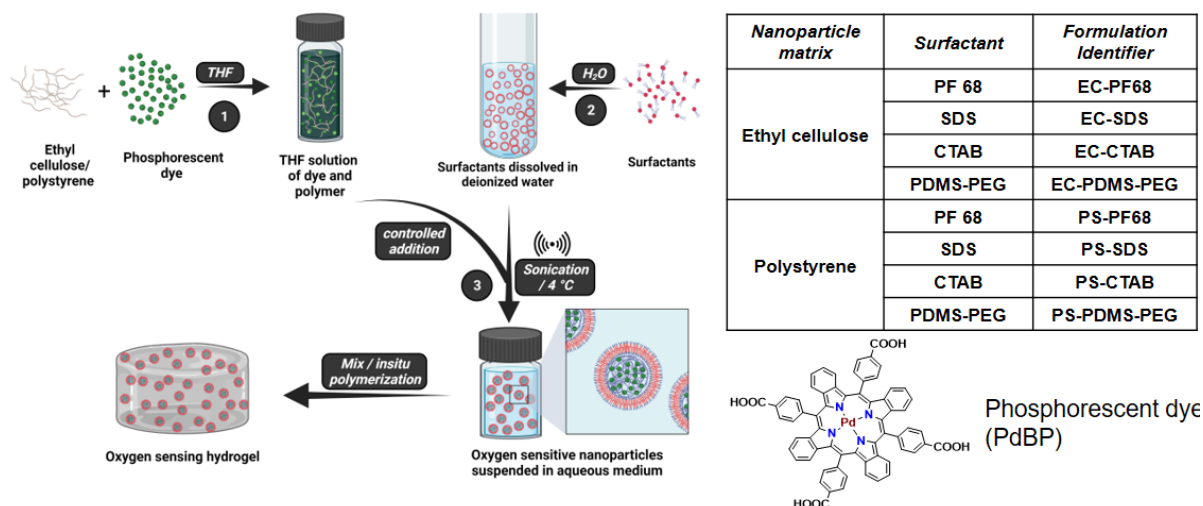 THF
1
+
Ethyl
cellulose/
polystyrene
Phosphorescent
dye
THF solution
of dye and
polymer
H₂O
2
Surfactants dissolved in
deionized water
Surfactants
controlled
addition
3
Sonication
/ 4 °C
Mix / insitu
polymerization
Oxygen sensing hydrogel
Oxygen sensitive nanoparticles
suspended in aqueous medium
Nanoparticle
matrix
Surfactant
Formulation
Identifier
Ethyl cellulose
PF 68 EC-PF68
SDS EC-SDS
CTAB EC-CTAB
PDMS-PEG EC-PDMS-PEG
Polystyrene
PF 68 PS-PF68
SDS PS-SDS
CTAB PS-CTAB
PDMS-PEG PS-PDMS-PEG
COOH
HOOC
N
N
Pd
N
N
COOH
HOOC
HOOC
Phosphorescent dye
(PdBP)